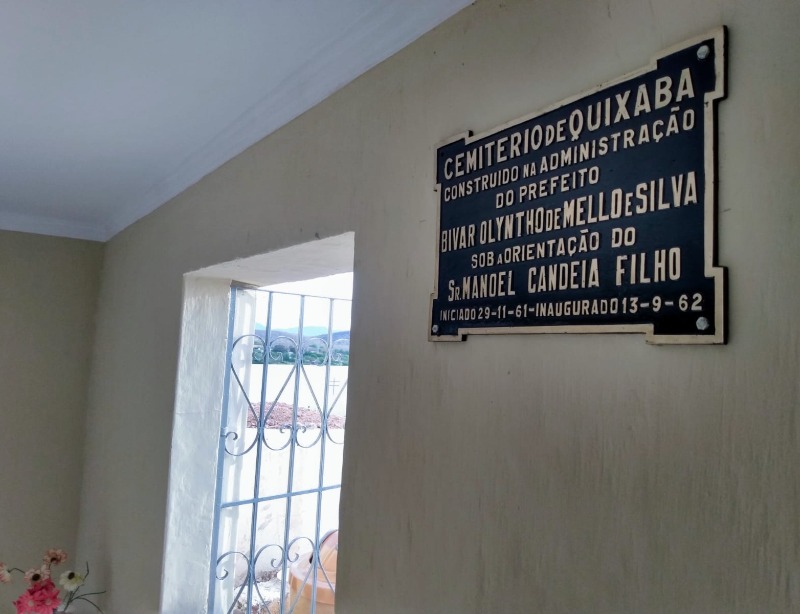 CEMITERIO DE QUIXABA
CONSTRUIDO NA ADMINISTRAÇÃO
DO PREFEITO
BIVAR OLYNTHO DE MELLO E SILVA
SOB A ORIENTAÇÃO DO
SR. MANOEL CANDEIA FILHO
INICIADO 29-11-61-INAUGURADO 13-9-62